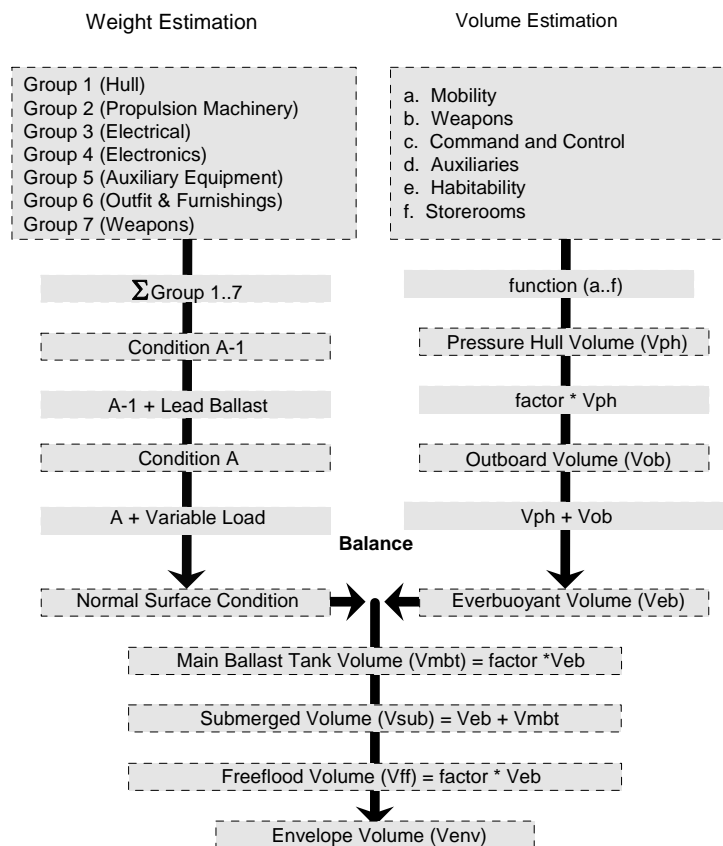 Weight Estimation
Volume Estimation
Group 1 (Hull)
Group 2 (Propulsion Machinery)
Group 3 (Electrical)
Group 4 (Electronics)
Group 5 (Auxiliary Equipment)
Group 6 (Outfit & Furnishings)
Group 7 (Weapons)
a. Mobility
b. Weapons
c. Command and Control
d. Auxiliaries
e. Habitability
f. Storerooms
ΣGroup 1..7
function (a..f)
Condition A-1
Pressure Hull Volume (Vph)
A-1 + Lead Ballast
factor * Vph
Condition A
Outboard Volume (Vob)
A + Variable Load
Vph + Vob
Balance
Normal Surface Condition
Everbuoyant Volume (Veb)
Main Ballast Tank Volume (Vmbt) = factor *Veb
Submerged Volume (Vsub) = Veb + Vmbt
Freeflood Volume (Vff) = factor * Veb
Envelope Volume (Venv)